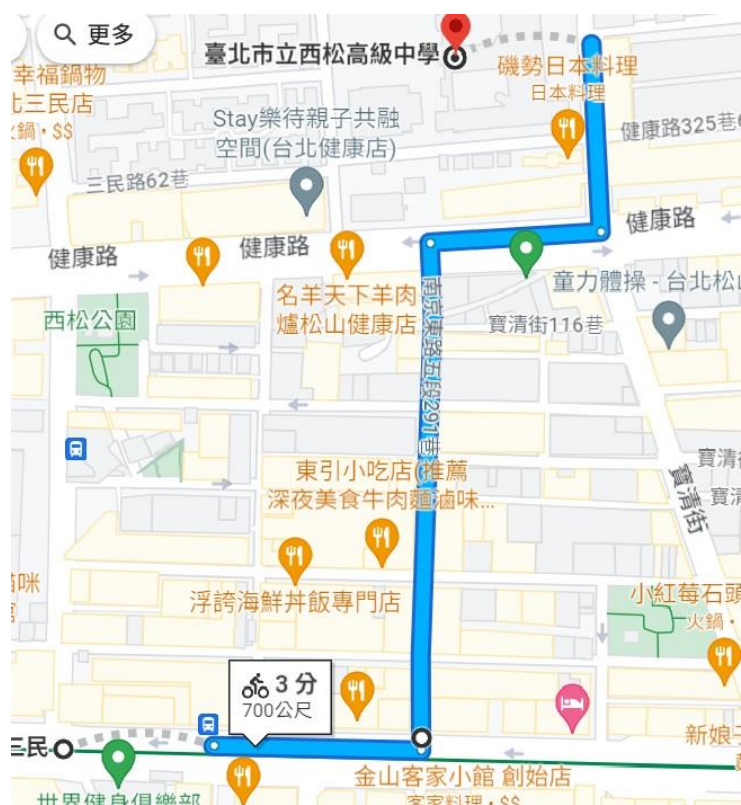 更多
臺北市立西松高級中學
幸福鍋物
北三民店
火鍋・$$
磯勢日本料理
日本料理
Stay樂待親子共融
空間(台北健康店)
健康路325巷6
三民路62巷
健康路
健康路
健康路
名羊天下羊肉
爐松山健康店
童力體操 - 台北松山
西松公園
寶清街116巷
南京東路五段291巷
東引小吃店(推薦
深夜美食牛肉麵滷味...
寶清街
寶清街
寶清
浮誇海鮮丼飯專門店
小紅莓石頭
火鍋・
3 分
700公尺
三民
新娘子
金山客家小館 創始店
客家料理・$$
世界健身俱樂部